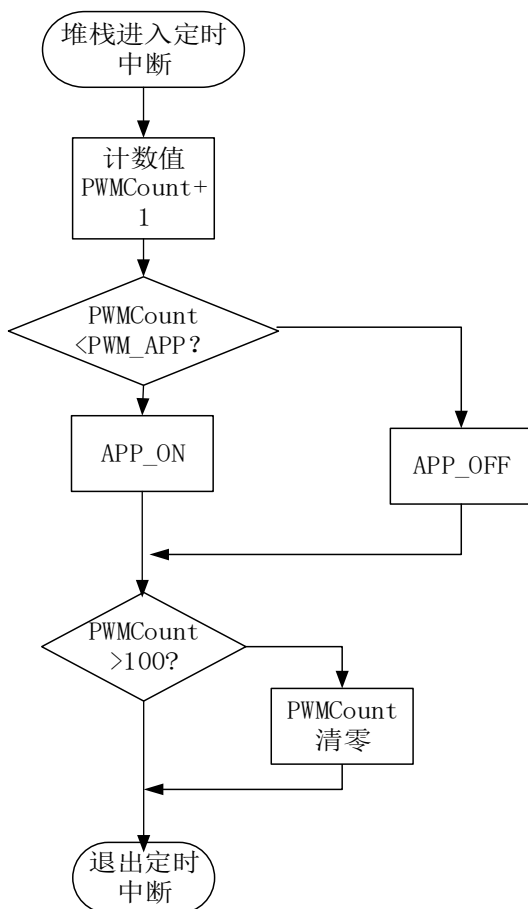 堆栈进入定时
中断
计数值
PWMCount+
1
PWMCount
<PWM_APP?
APP_ON
APP_OFF
PWMCount
>100?
PWMCount
清零
退出定时
中断